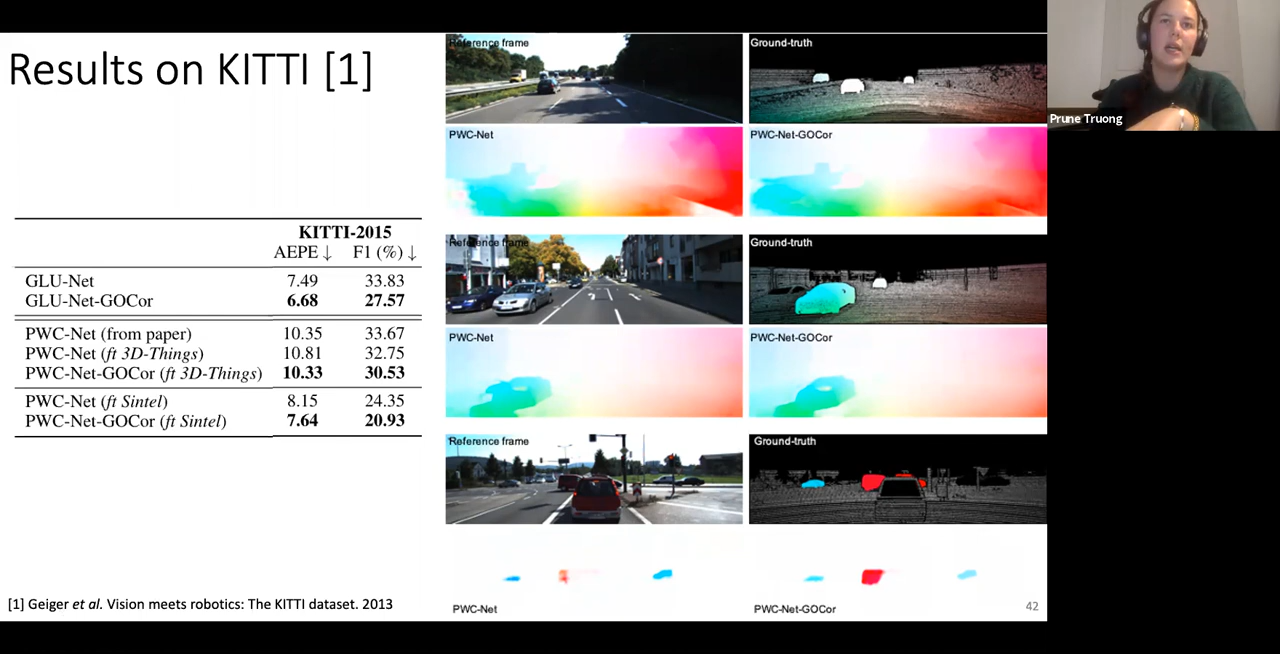 Results on KITTI [1]
KITTI-2015
AEPE ↓ F1 (%) ↓
GLU-Net 7.49 33.83
GLU-Net-GOCor 6.68 27.57
PWC-Net (from paper) 10.35 33.67
PWC-Net (ft 3D-Things) 10.81 32.75
PWC-Net-GOCor (ft 3D-Things) 10.33 30.53
PWC-Net (ft Sintel) 8.15 24.35
PWC-Net-GOCor (ft Sintel) 7.64 20.93
[1] Geiger et al. Vision meets robotics: The KITTI dataset. 2013
Reference frame Ground-truth
PWC-Net PWC-Net-GOCor
Reference frame Ground-truth
PWC-Net PWC-Net-GOCor
Reference frame Ground-truth
PWC-Net PWC-Net-GOCor
42
Prune Truong